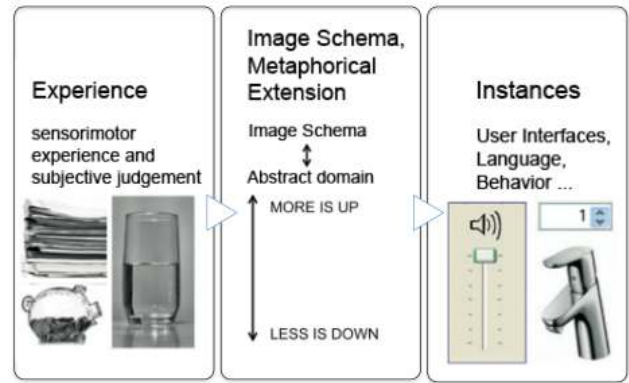 Experience
sensorimotor
experience and
subjective judgement
Image Schema,
Metaphorical
Extension
Image Schema
Abstract domain
MORE IS UP
LESS IS DOWN
Instances
User Interfaces,
Language,
Behavior ...
1